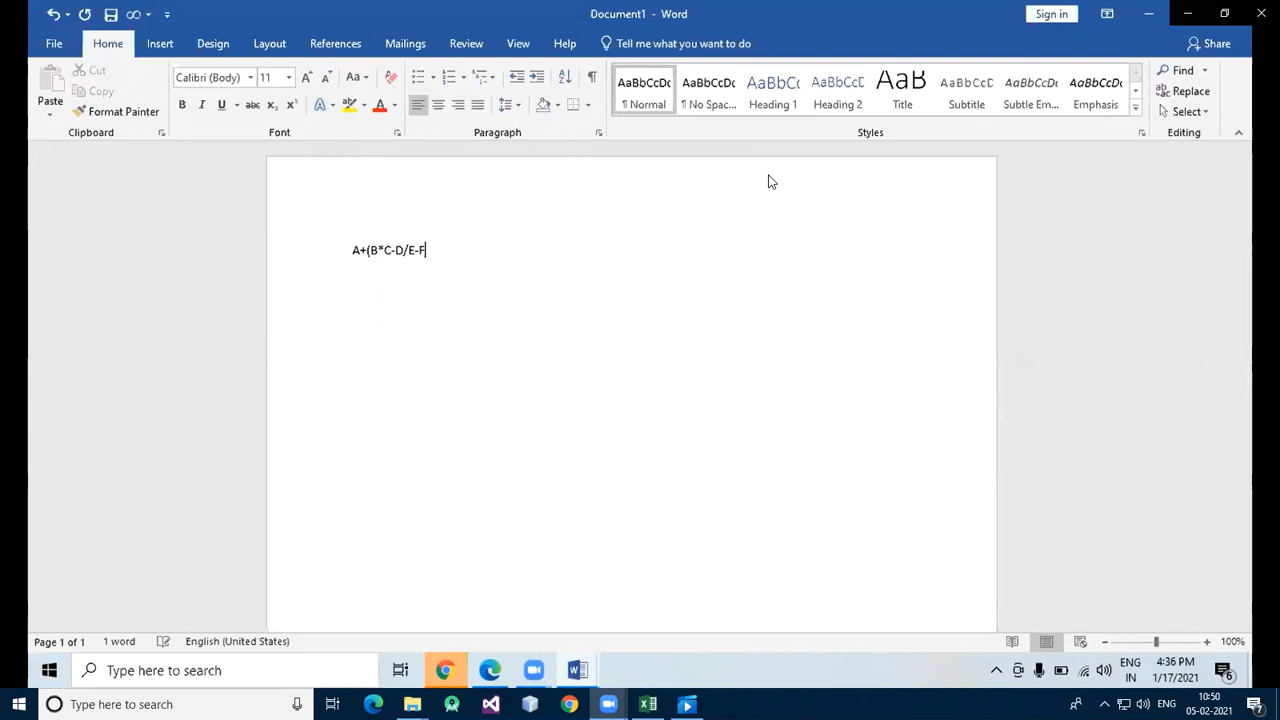 Document1 - Word
Sign in
File Home Insert Design Layout References Mailings Review View Help Tell me what you want to do Share
Paste
Cut
Copy
Format Painter
Clipboard
Calibri (Body) 11
Font
Paragraph
AaBbCcDc AaBbCcDc AaBbC( AaBbCcE AaB AaBbCcD AaBbCcDc AaBbCcDc
¶ Normal ¶ No Spac... Heading 1 Heading 2 Title Subtitle Subtle Em... Emphasis
Styles
Find
Replace
Select
Editing
A+(B*C-D/E-F
Page 1 of 1 1 word English (United States) 100%
Type here to search
ENG
IN
4:36 PM
1/17/2021
6
Type here to search
ENG
10:50
05-02-2021